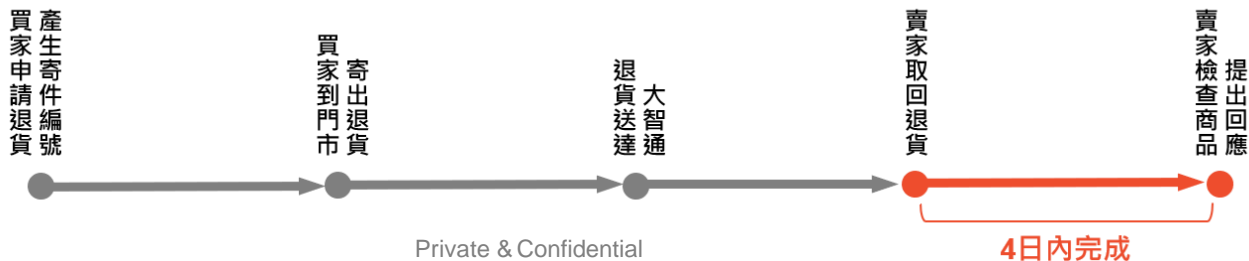 買家申請退貨
產生寄件編號
買家到門市
寄出退貨
退貨送達
大智通
賣家取回退貨
賣家檢查商品
提出回應
Private & Confidential
4日內完成